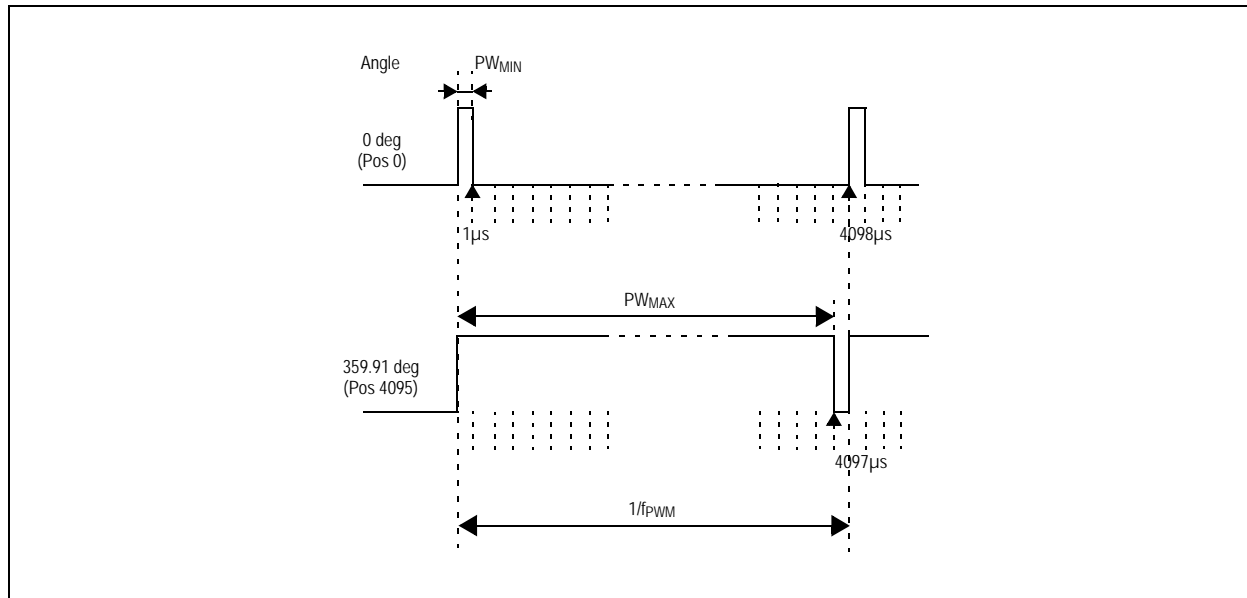 Angle
PWMIN
0 deg
(Pos 0)
1µs
4098µs
PWMAX
359.91 deg
(Pos 4095)
4097µs
1/fPWM